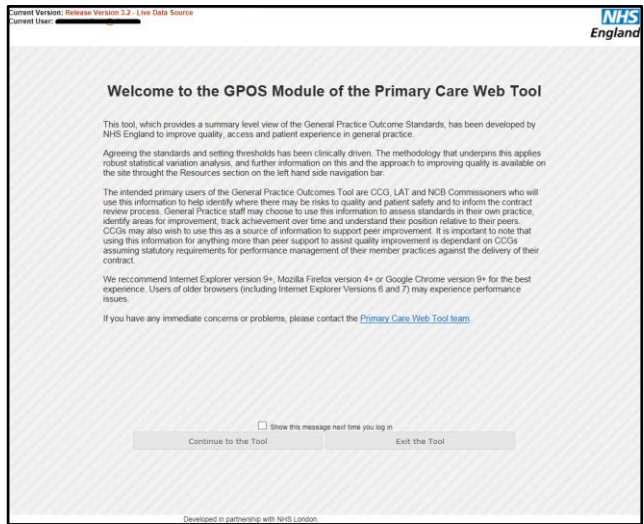 Current Version: Release Version 3.2 - Live Data Source
Current User:
NHS
England
Welcome to the GPOS Module of the Primary Care Web Tool
This tool, which provides a summary level view of the General Practice Outcome Standards, has been developed by
NHS England to improve quality, access and patient experience in general practice.
Agreeing the standards and setting thresholds has been clinically driven. The methodology that underpins this applies
robust statistical variation analysis, and further information on this and the approach to improving quality is available on
the site throught the Resources section on the left hand side navigation bar.
The intended primary users of the General Practice Outcomes Tool are CCG, LAT and NCB Commissioners who will
use this information to help identify where there may be risks to quality and patient safety and to inform the contract
review process. General Practice staff may choose to use this information to assess standards in their own practice,
identify areas for improvement, track achievement over time and understand their position relative to their peers.
CCGs may also wish to use this as a source of information to support peer improvement. It is important to note that
using this information for anything more than peer support to assist quality improvement is dependant on CCGs
assuming statutory requirements for performance management of their member practices against the delivery of their
contract.
We reccommend Internet Explorer version 9+, Mozilla Firefox version 4+ or Google Chrome version 9+ for the best
experience. Users of older browsers (including Internet Explorer Versions 6 and 7) may experience performance
issues.
If you have any immediate concerns or problems, please contact the Primary Care Web Tool team.
Show this message next time you log in
Continue to the Tool
Exit the Tool
Developed in partnership with NHS London.